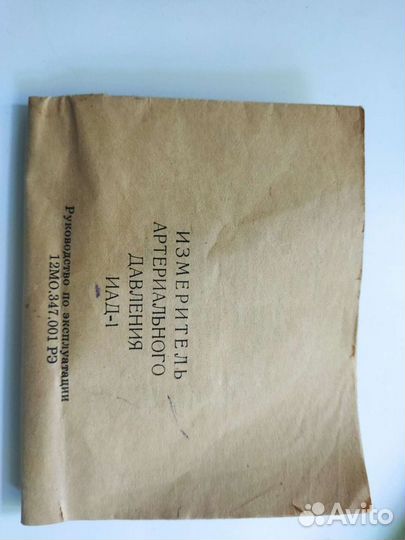 ИЗМЕРИТЕЛЬ
АРТЕРИАЛЬНОГО
ДАВЛЕНИЯ
ИАД-1
Руководство по эксплуатации
12МО.347.001 РЭ
Avito